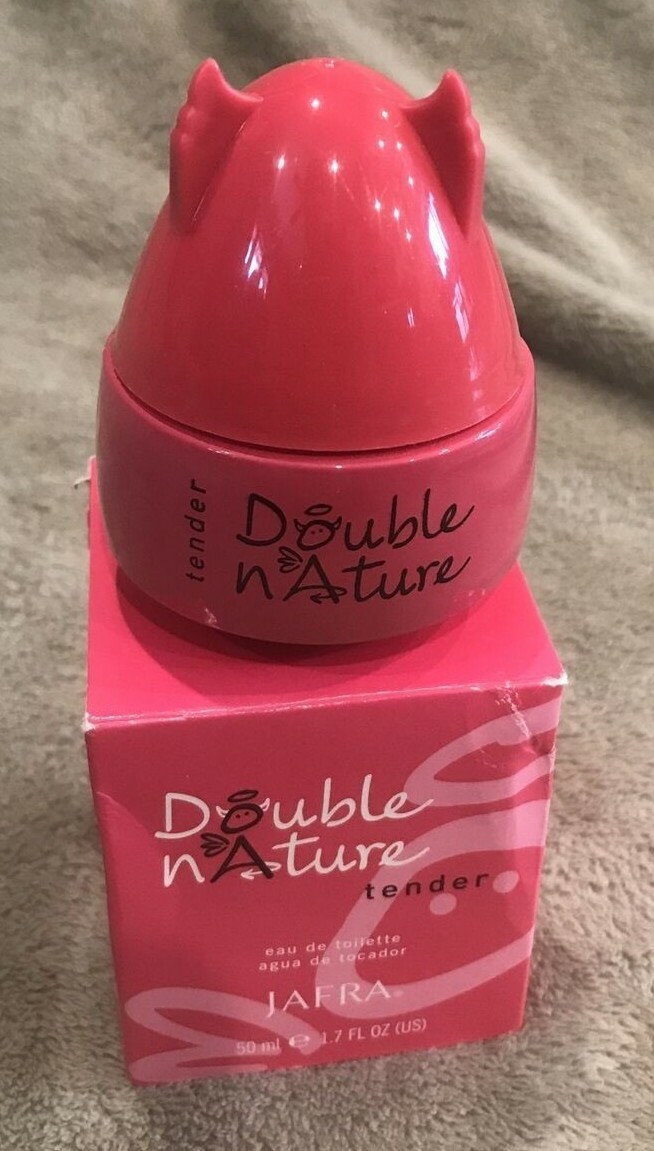 tender
Double
nAture
Double
nAture
tender
eau de toilette
agua de tocador
JAFRA
50 ml e 1.7 FL OZ (US)